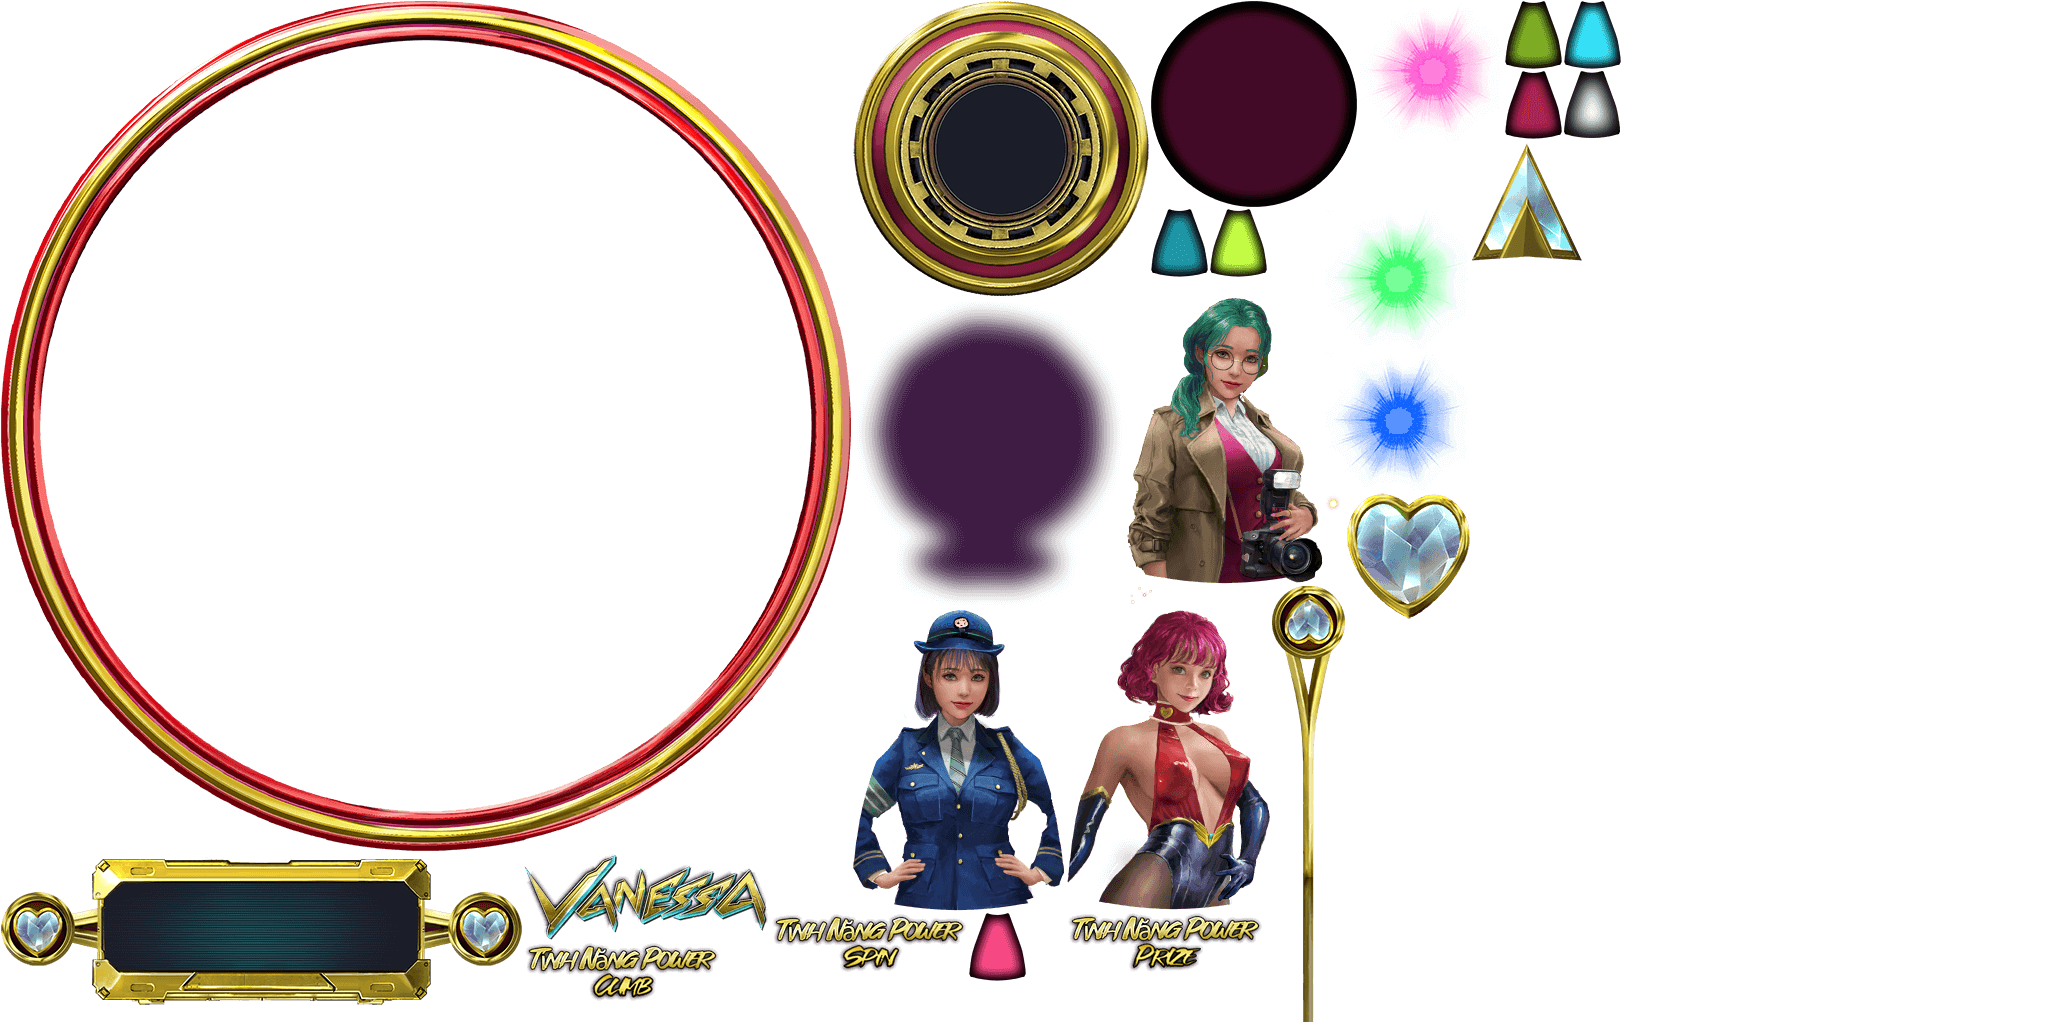 VANESSA
TÍNH NĂNG POWER
CLIMB
TÍNH NĂNG POWER
SPIN
TÍNH NĂNG POWER
PRIZE